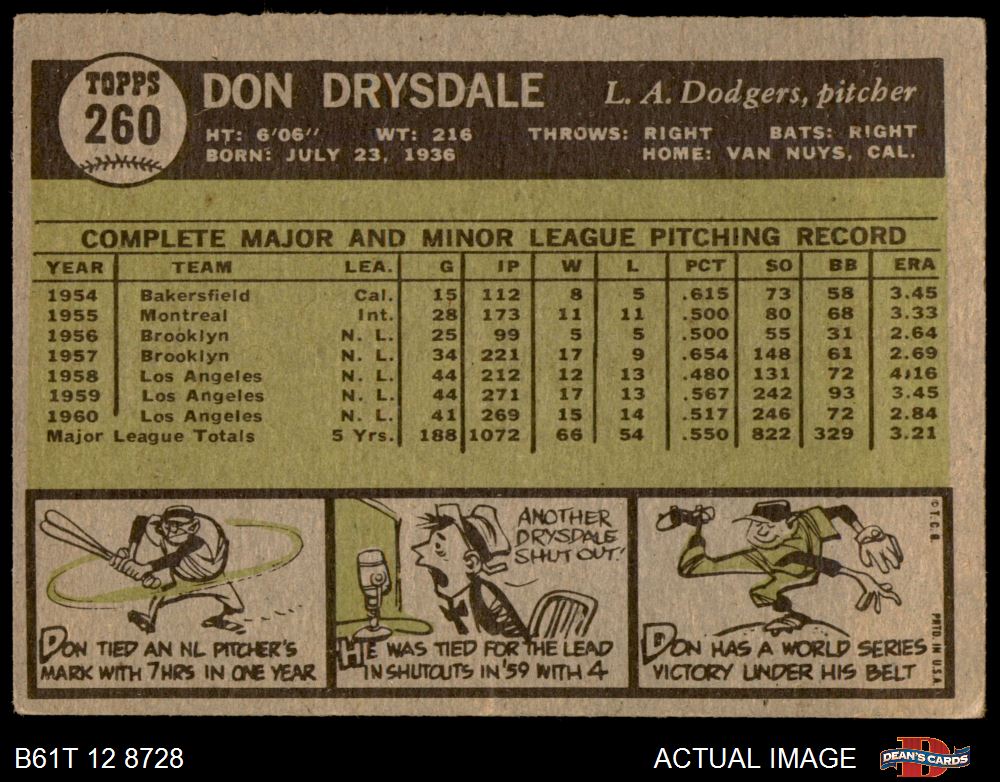 TOPPS
260
DON DRYSDALE
L. A. Dodgers, pitcher
HT: 6'06" WT: 216 THROWS: RIGHT BATS: RIGHT
BORN: JULY 23, 1936 HOME: VAN NUYS, CAL.
COMPLETE MAJOR AND MINOR LEAGUE PITCHING RECORD
YEAR TEAM LEA. G IP W L PCT SO BB ERA
1954 Bakersfield Cal. 15 112 8 5 .615 73 58 3.45
1955 Montreal Int. 28 173 11 11 .500 80 68 3.33
1956 Brooklyn N. L. 25 99 5 5 .500 55 31 2.64
1957 Brooklyn N. L. 34 221 17 9 .654 148 61 2.69
1958 Los Angeles N. L. 44 212 12 13 .480 131 72 4.16
1959 Los Angeles N. L. 44 271 17 13 .567 242 93 3.45
1960 Los Angeles N. L. 41 269 15 14 .517 246 72 2.84
Major League Totals 5 Yrs. 188 1072 66 54 .550 822 329 3.21
DON TIED AN NL PITCHER'S
MARK WITH 7 HRS IN ONE YEAR
ANOTHER
DRYSDALE
SHUT OUT!
HE WAS TIED FOR THE LEAD
IN SHUTOUTS IN '59 WITH 4
DON HAS A WORLD SERIES
VICTORY UNDER HIS BELT
© T. C. G.
PRTD. IN U.S.A.
B61T 12 8728
ACTUAL IMAGE
DEAN'S CARDS